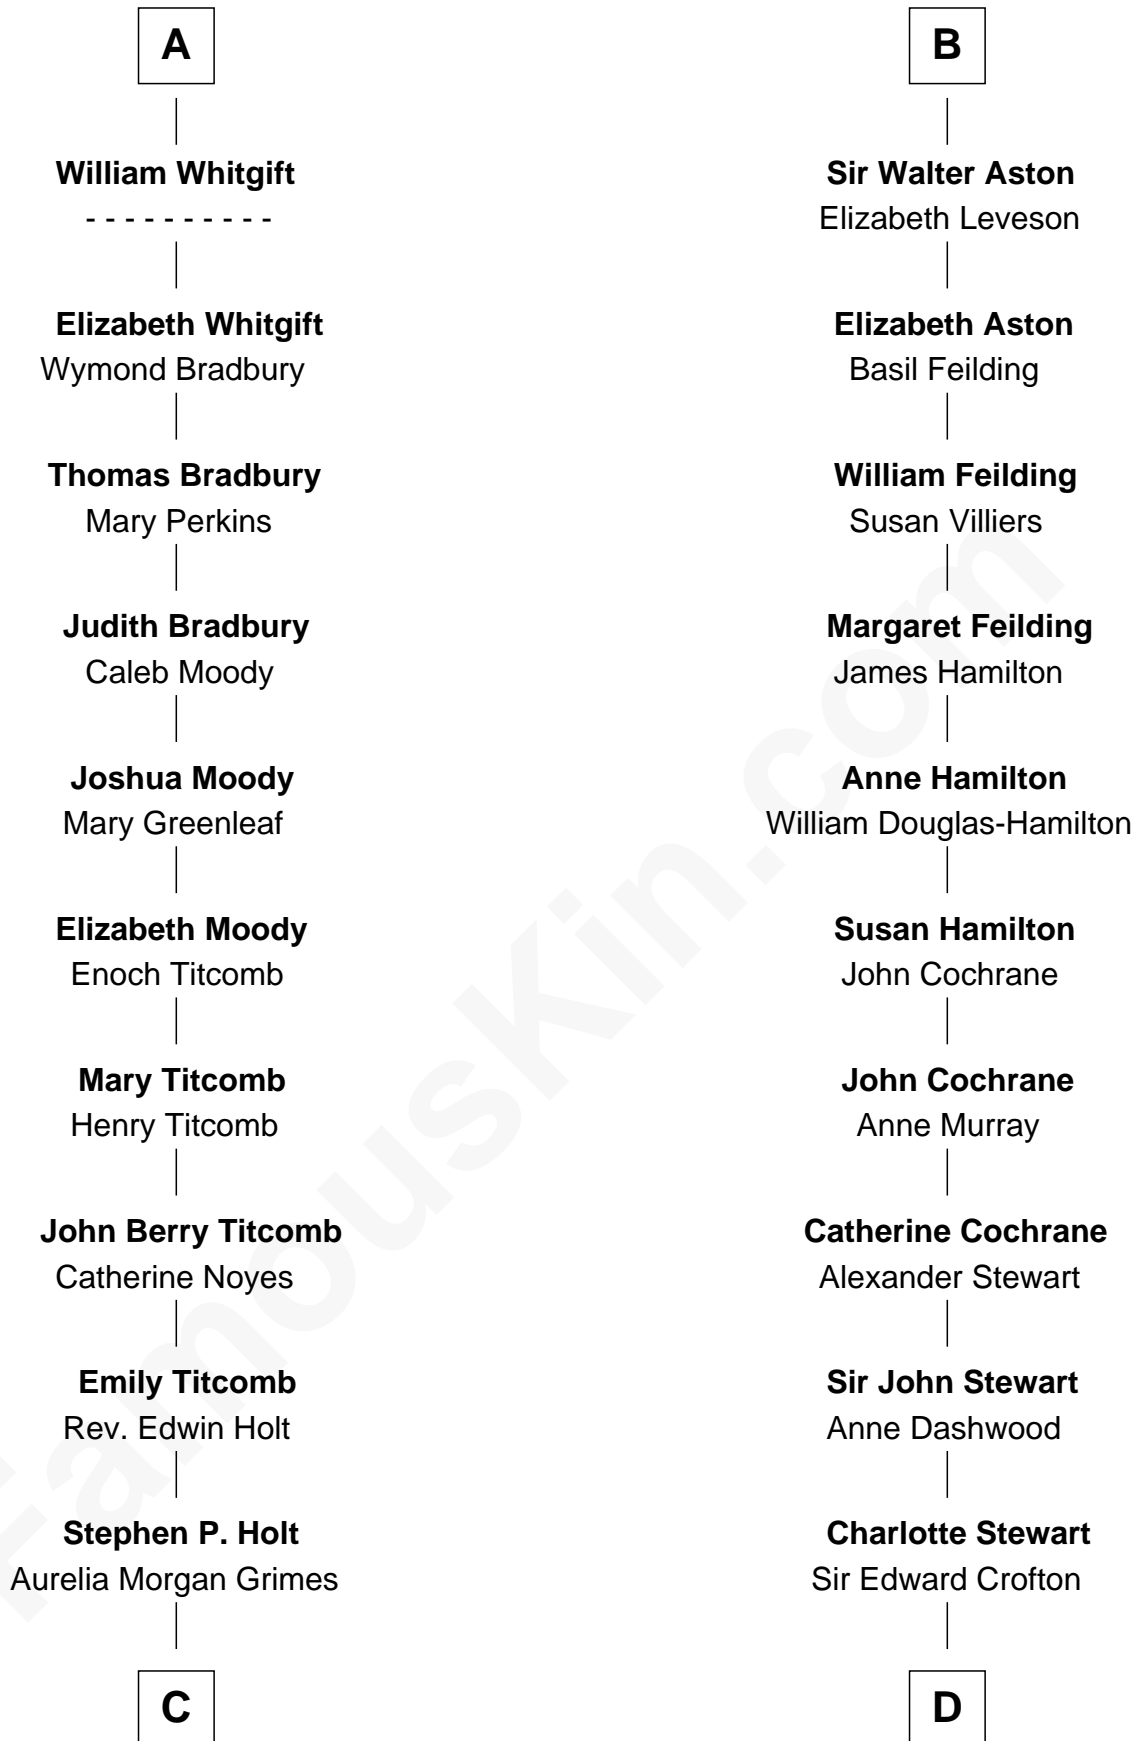 A
William Whitgift
- - - - - - - - - -
Elizabeth Whitgift
Wymond Bradbury
Thomas Bradbury
Mary Perkins
Judith Bradbury
Caleb Moody
Joshua Moody
Mary Greenleaf
Elizabeth Moody
Enoch Titcomb
Mary Titcomb
Henry Titcomb
John Berry Titcomb
Catherine Noyes
Emily Titcomb
Rev. Edwin Holt
Stephen P. Holt
Aurelia Morgan Grimes
C
B
Sir Walter Aston
Elizabeth Leveson
Elizabeth Aston
Basil Feilding
William Feilding
Susan Villiers
Margaret Feilding
James Hamilton
Anne Hamilton
William Douglas-Hamilton
Susan Hamilton
John Cochrane
John Cochrane
Anne Murray
Catherine Cochrane
Alexander Stewart
Sir John Stewart
Anne Dashwood
Charlotte Stewart
Sir Edward Crofton
D
FamousKin.com